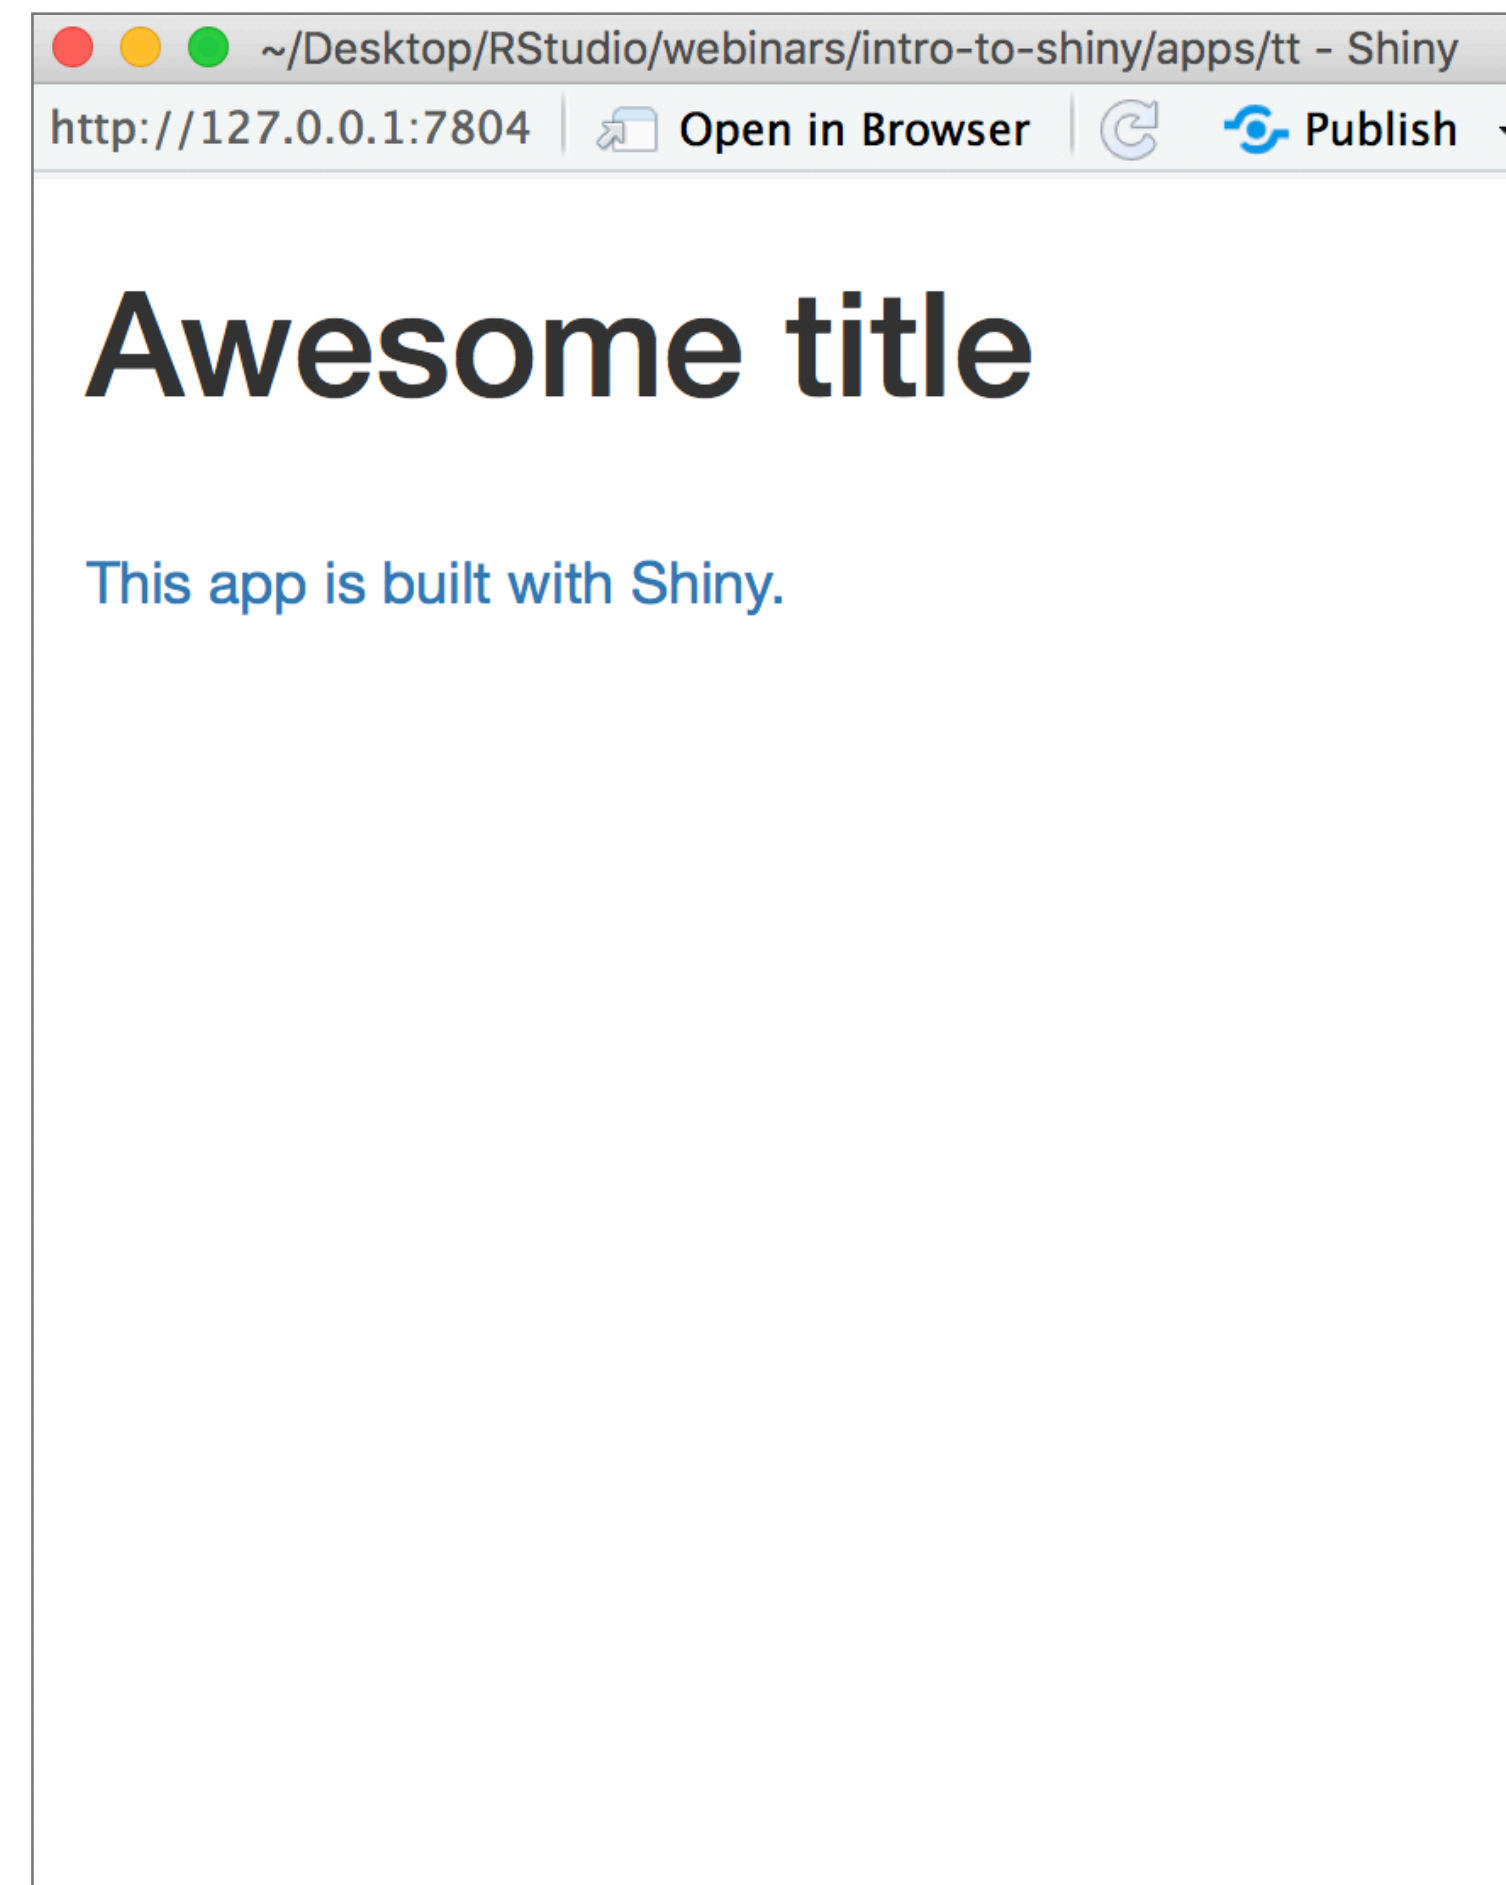 ~/Desktop/RStudio/webinars/intro-to-shiny/apps/tt - Shiny
http://127.0.0.1:7804 Open in Browser Publish
Awesome title
This app is built with Shiny.